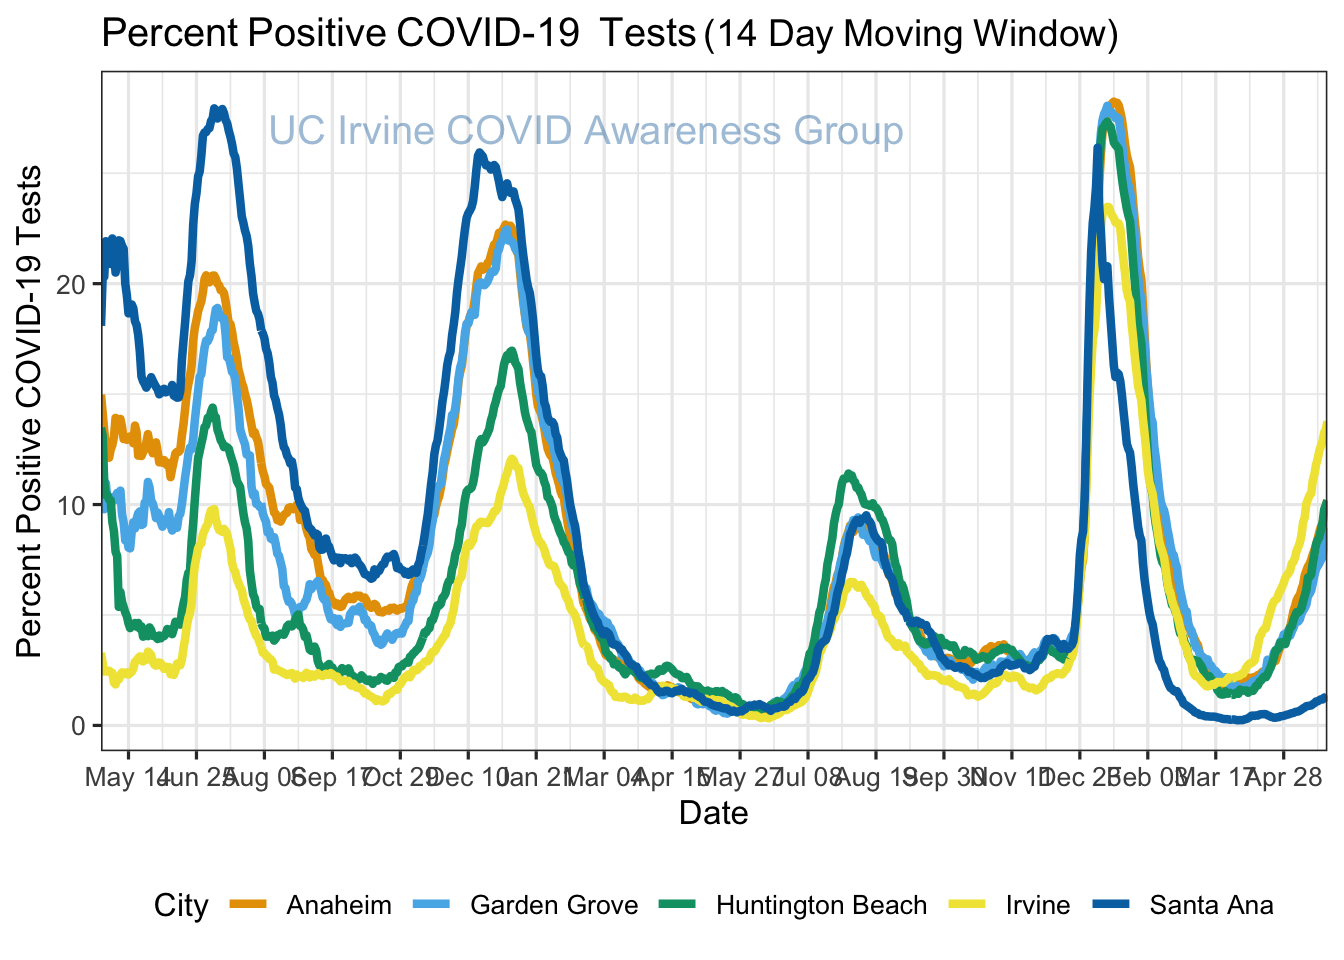 Percent Positive COVID-19 Tests (14 Day Moving Window)
UC Irvine COVID Awareness Group
Percent Positive COVID-19 Tests
20
10
0
May 14 Jun 25 Aug 06 Sep 17 Oct 29 Dec 10 Jan 21 Mar 04 Apr 15 May 27 Jul 08 Aug 19 Sep 30 Nov 11 Dec 23 Feb 03 Mar 17 Apr 28
Date
City Anaheim Garden Grove Huntington Beach Irvine Santa Ana